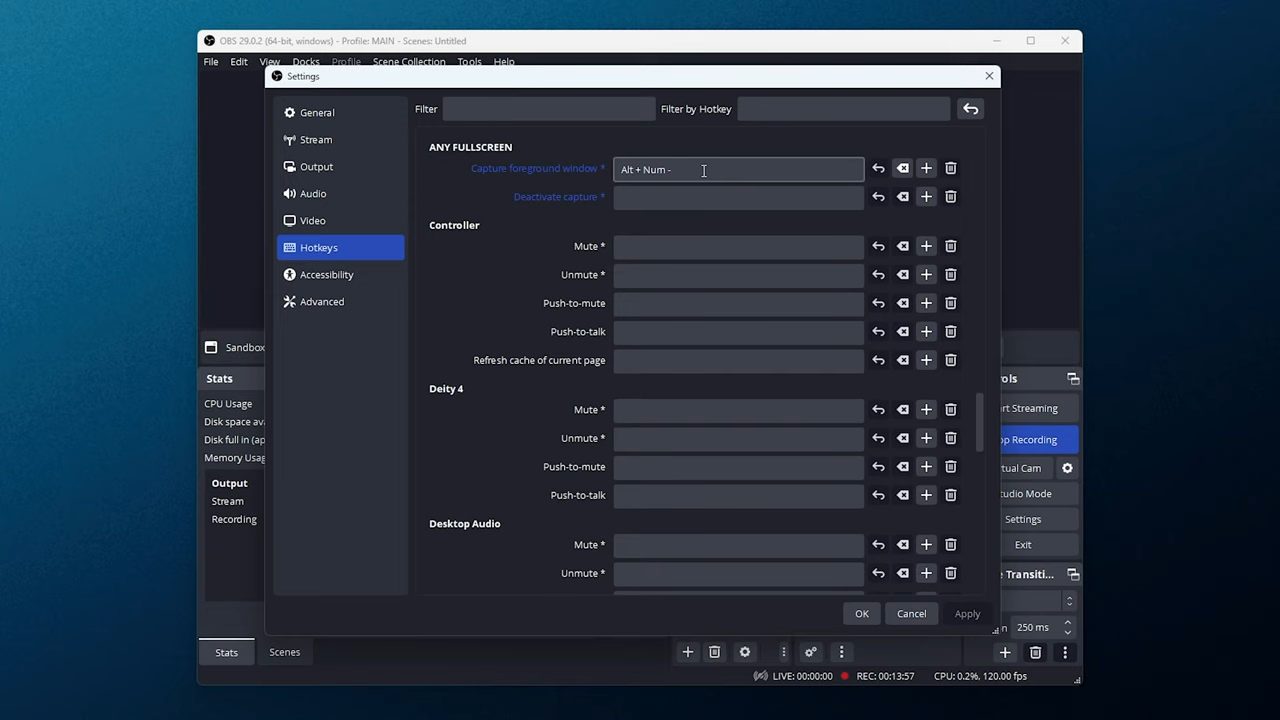 OBS 29.0.2 (64-bit, windows) - Profile: MAIN - Scenes: Untitled
File Edit View Docks Profile Scene Collection Tools Help
Settings
General
Stream
Output
Audio
Video
Hotkeys
Accessibility
Advanced
Filter Filter by Hotkey
ANY FULLSCREEN
Capture foreground window * Alt + Num -
Deactivate capture *
Controller
Mute *
Unmute *
Push-to-mute
Push-to-talk
Refresh cache of current page
Deity 4
Mute *
Unmute *
Push-to-mute
Push-to-talk
Desktop Audio
Mute *
Unmute *
OK Cancel Apply
Sandbox
Stats
CPU Usage
Disk space ava
Disk full in (ap
Memory Usag
Output
Stream
Recording
Stats Scenes
ols
rt Streaming
op Recording
tual Cam
tudio Mode
Settings
Exit
e Transiti...
n 250 ms
LIVE: 00:00:00 REC: 00:13:57 CPU: 0.2%, 120.00 fps